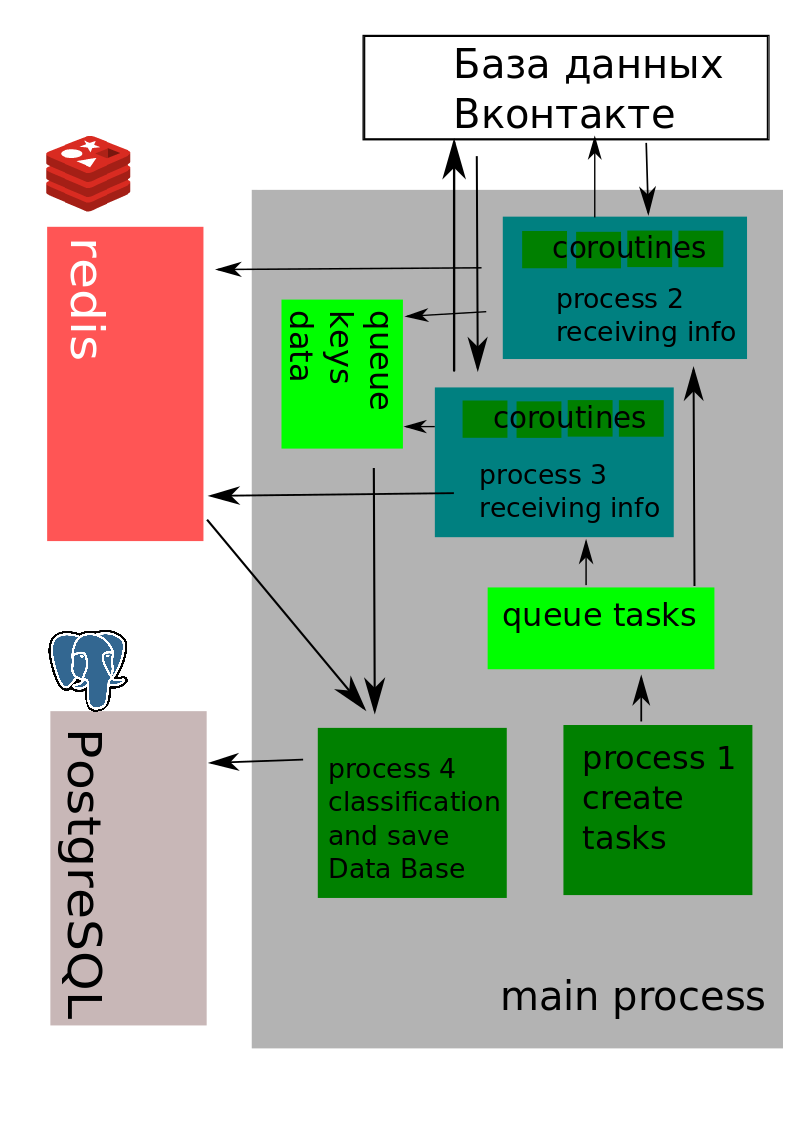 База данных
Вконтакте
redis
coroutines
process 2
receiving info
queue
keys
data
coroutines
process 3
receiving info
queue tasks
PostgreSQL
process 4
classification
and save
Data Base
process 1
create
tasks
main process